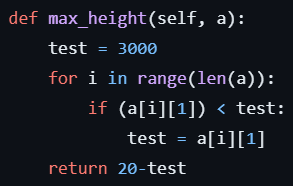 def max_height(self, a):
    test = 3000
    for i in range(len(a)):
        if (a[i][1]) < test:
            test = a[i][1]
    return 20-test